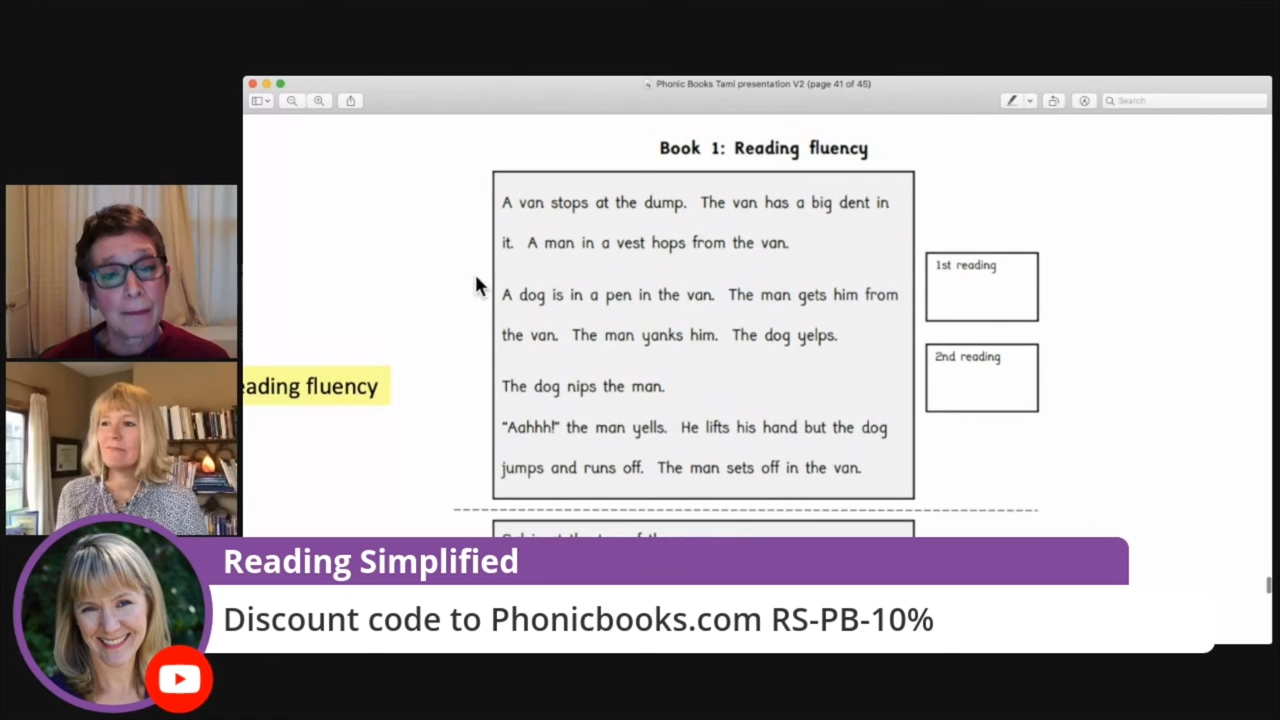 Phonic Books Tami presentation V2 (page 41 of 45)
Search
Book 1: Reading fluency
A van stops at the dump. The van has a big dent in
it. A man in a vest hops from the van.
A dog is in a pen in the van. The man gets him from
the van. The man yanks him. The dog yelps.
The dog nips the man.
"Aahhh!" the man yells. He lifts his hand but the dog
jumps and runs off. The man sets off in the van.
1st reading
2nd reading
eading fluency
Reading Simplified
Discount code to Phonicbooks.com RS-PB-10%